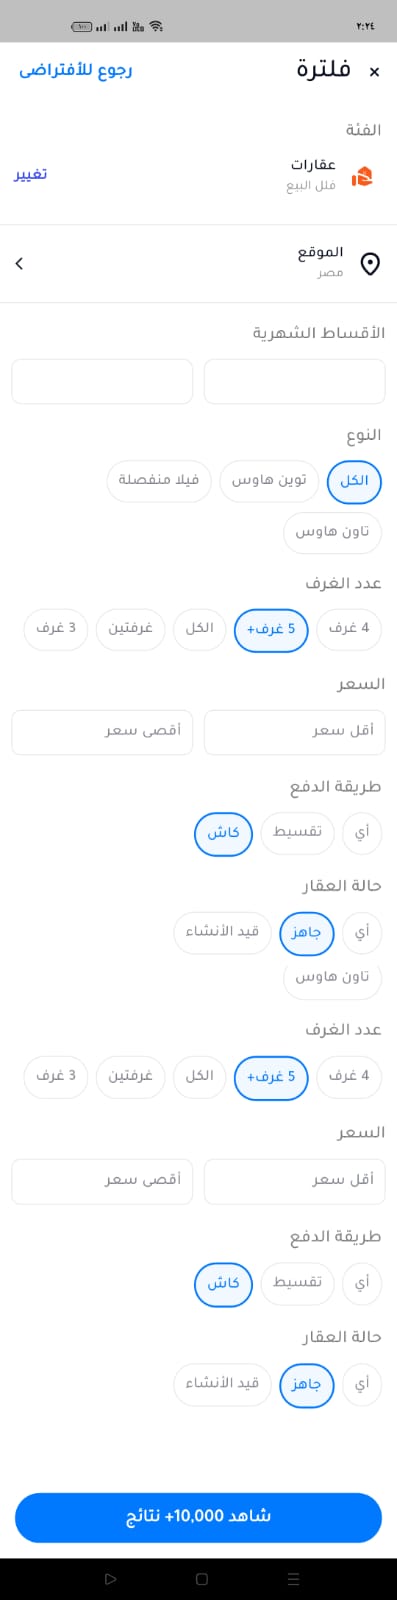 ٢:٢٤
× فلترة رجوع للأفتراضى
الفئة
عقارات
فلل البيع
تغيير
الموقع
مصر
الأقساط الشهرية
النوع
الكل توين هاوس فيلا منفصلة
تاون هاوس
عدد الغرف
4 غرف 5 غرف+ الكل غرفتين 3 غرف
السعر
أقل سعر أقصى سعر
طريقة الدفع
أي تقسيط كاش
حالة العقار
أي جاهز قيد الأنشاء
تاون هاوس
عدد الغرف
4 غرف 5 غرف+ الكل غرفتين 3 غرف
السعر
أقل سعر أقصى سعر
طريقة الدفع
أي تقسيط كاش
حالة العقار
أي جاهز قيد الأنشاء
شاهد 10,000+ نتائج